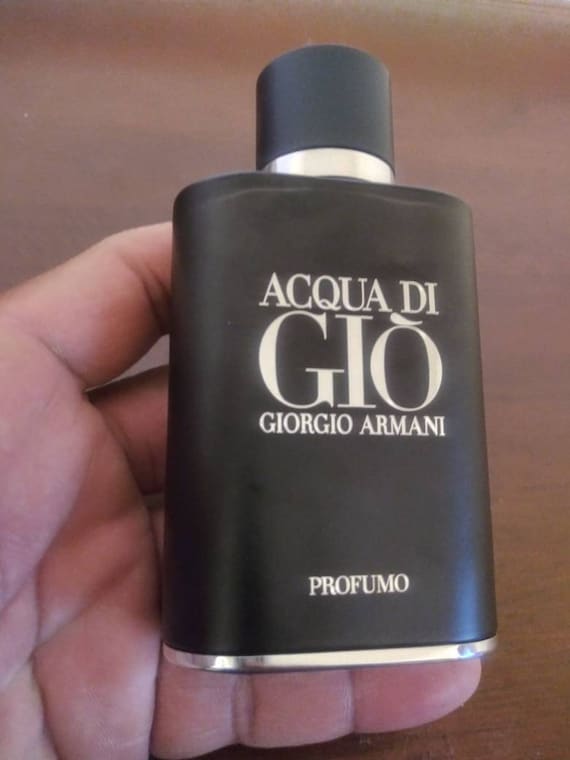 ACQUA DI
GIÒ
GIORGIO ARMANI
PROFUMO